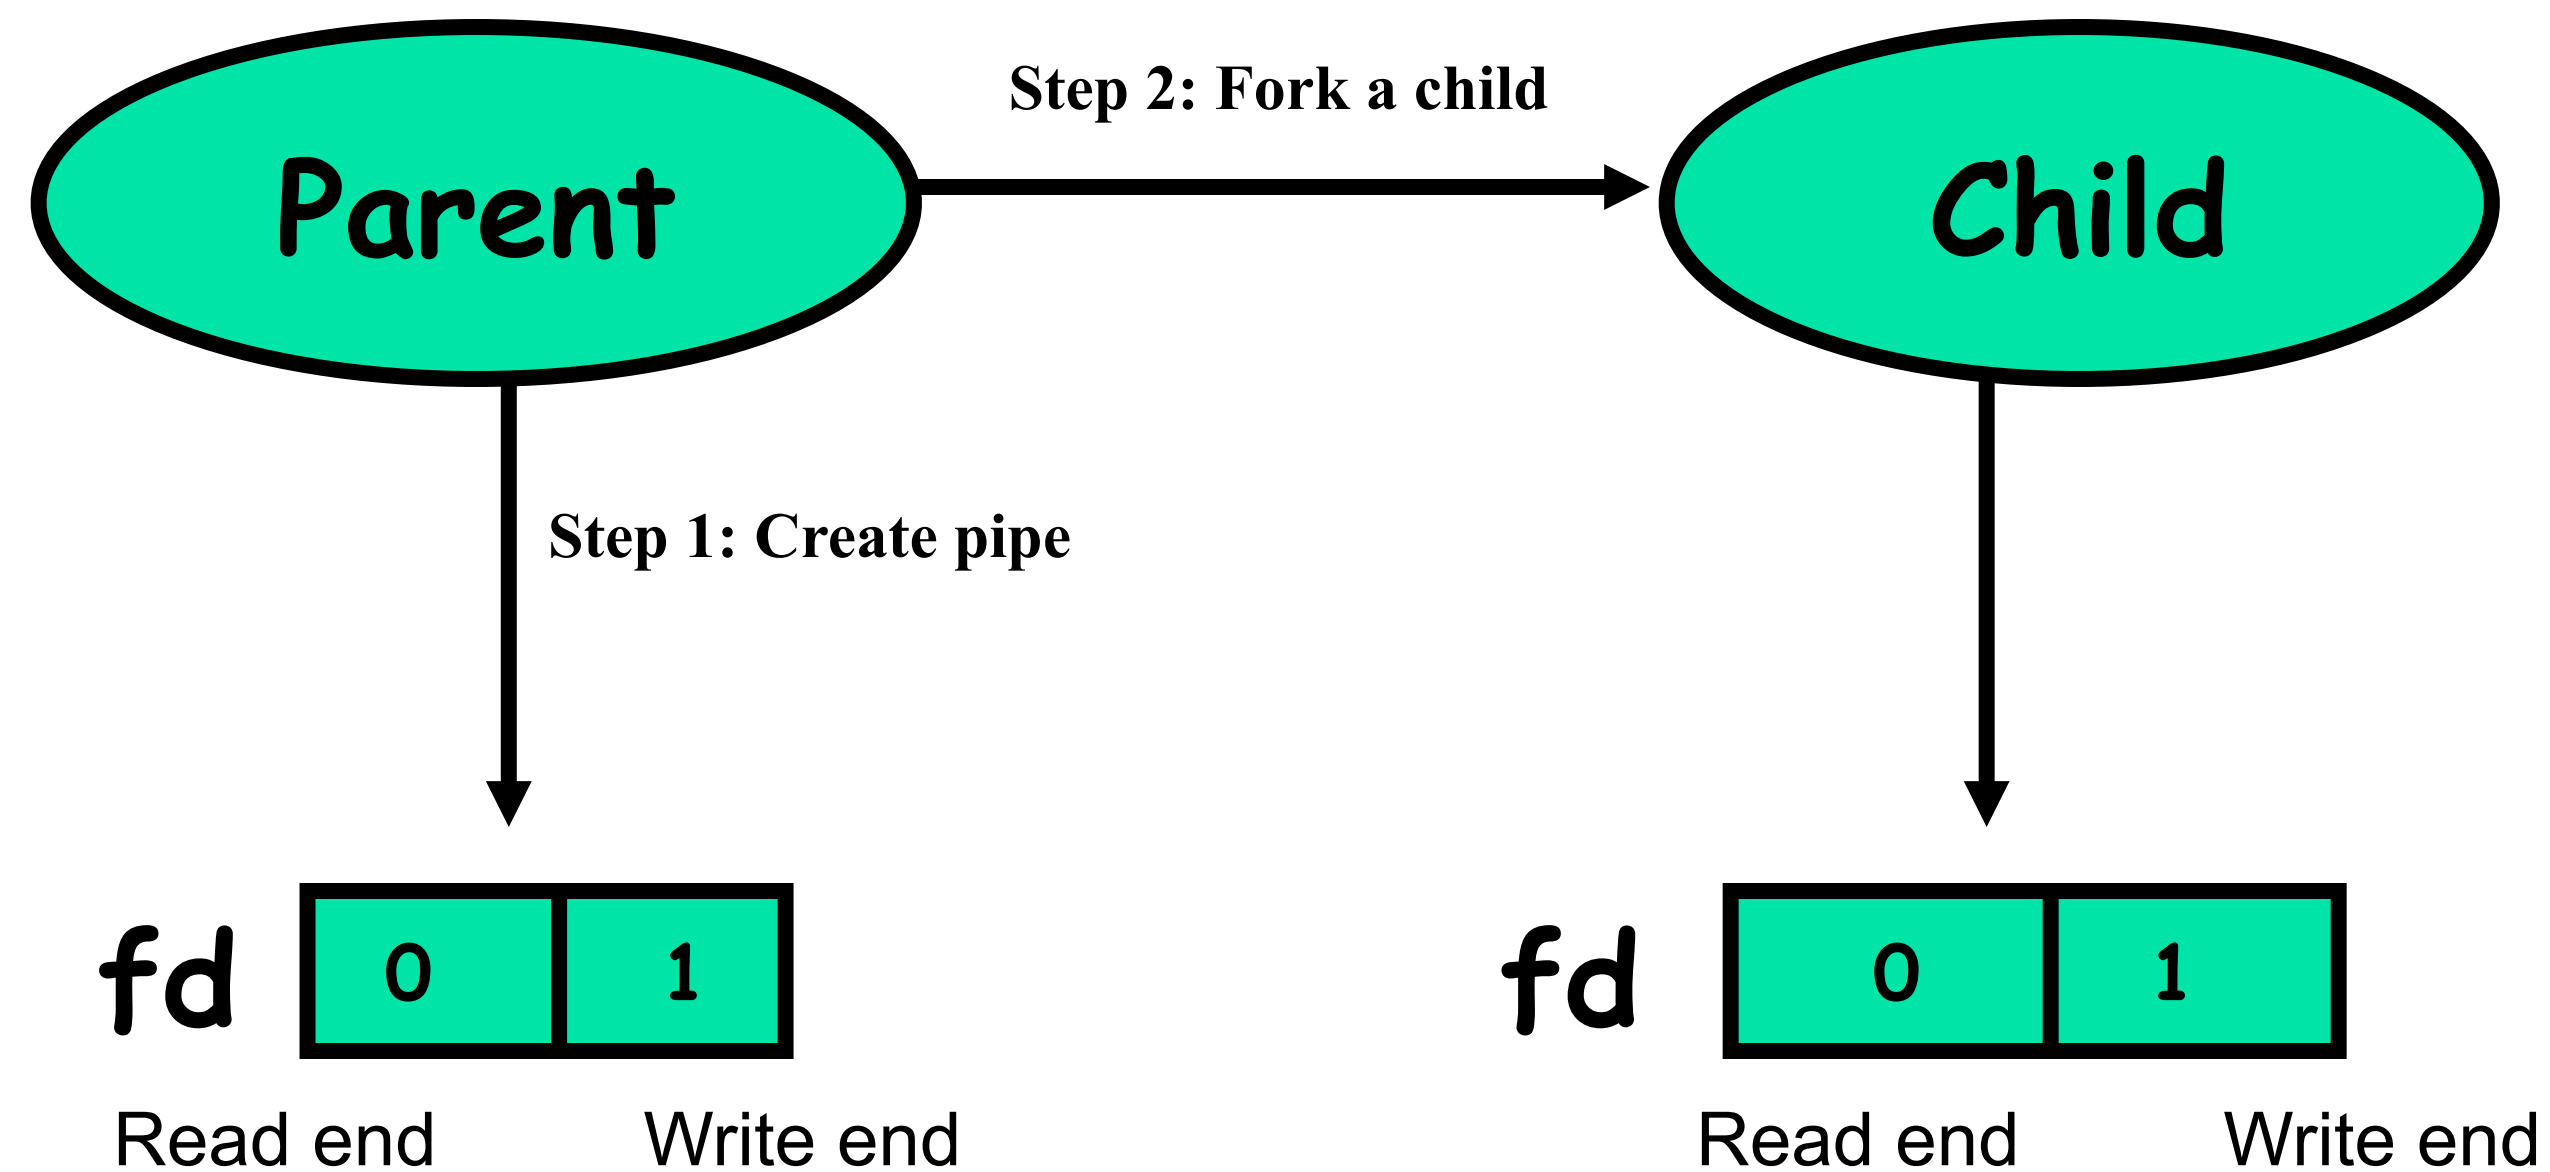 Step 2: Fork a child
Parent
Child
Step 1: Create pipe
fd 0 1
fd 0 1
Read end Write end
Read end Write end